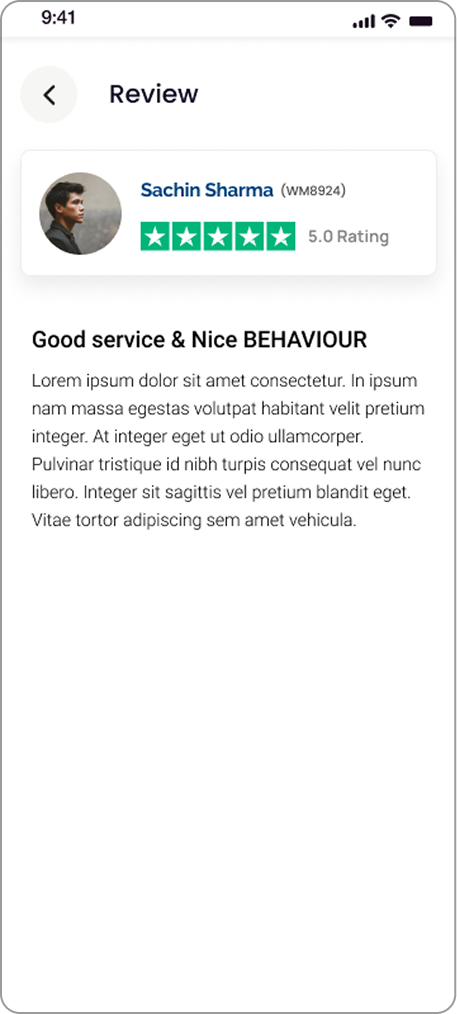 9:41
Review
Sachin Sharma (WM8924)
5.0 Rating
Good service & Nice BEHAVIOUR
Lorem ipsum dolor sit amet consectetur. In ipsum
nam massa egestas volutpat habitant velit pretium
integer. At integer eget ut odio ullamcorper.
Pulvinar tristique id nibh turpis consequat vel nunc
libero. Integer sit sagittis vel pretium blandit eget.
Vitae tortor adipiscing sem amet vehicula.